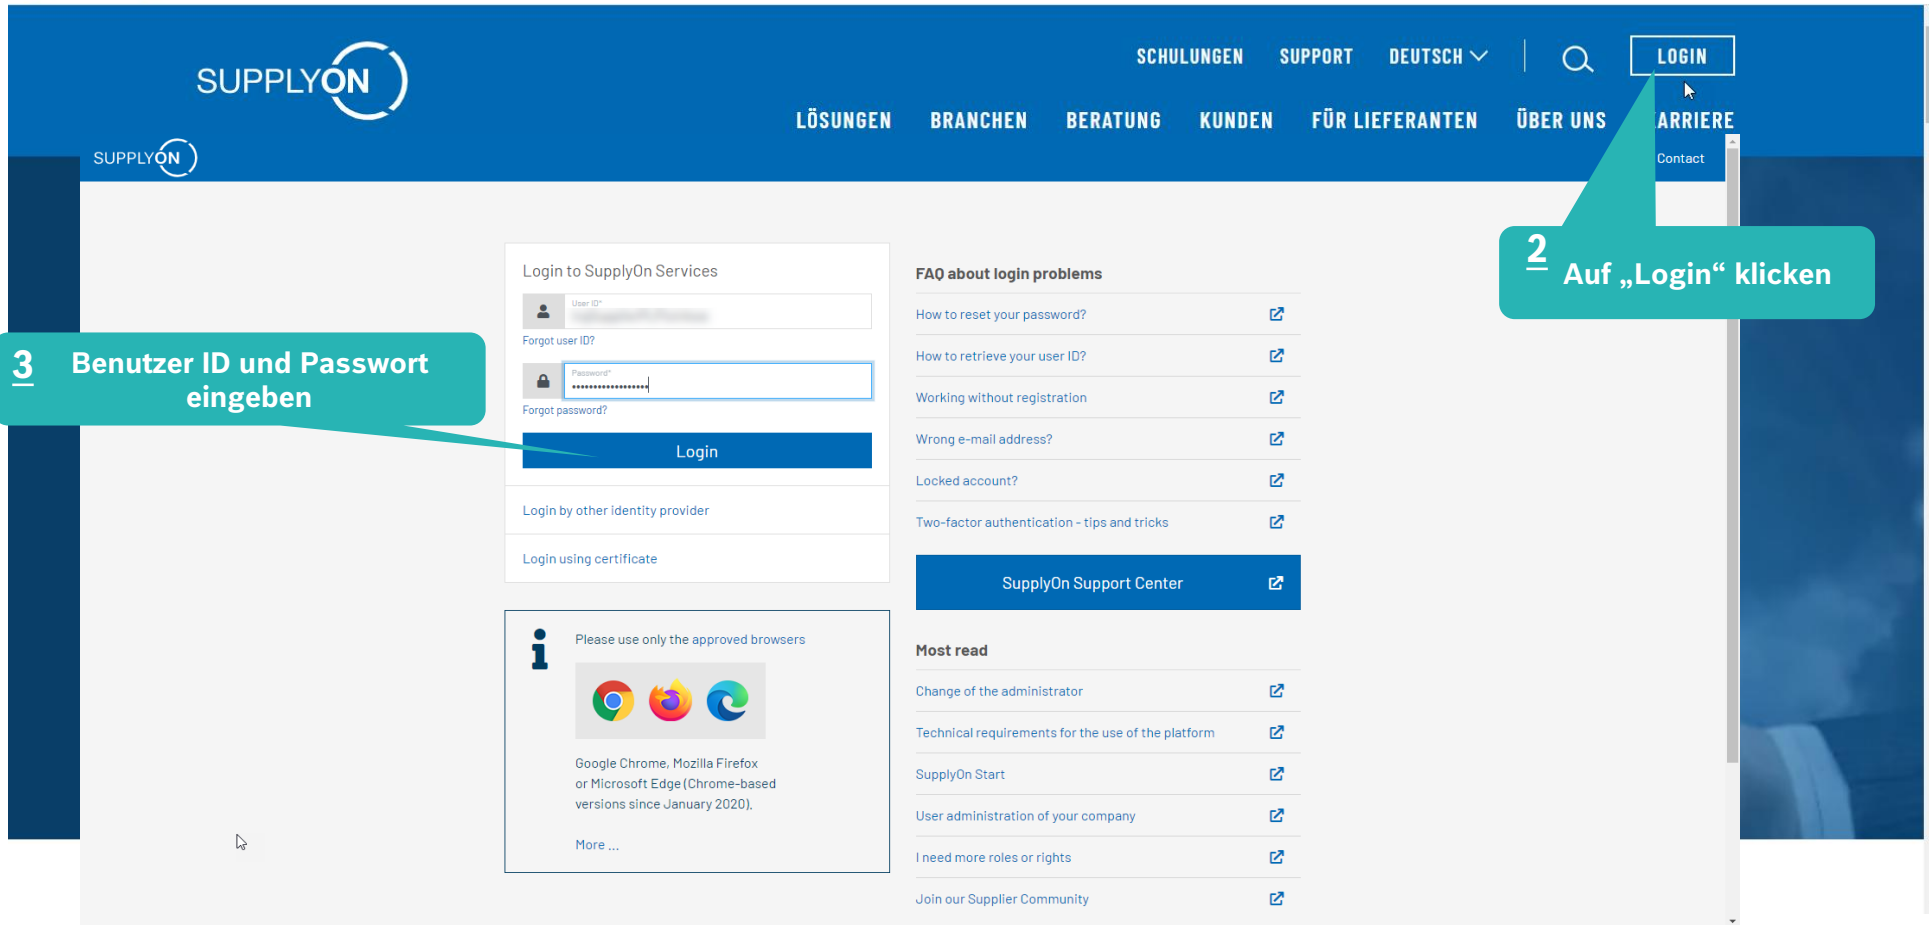 SUPPLYON
SCHULUNGEN
SUPPORT
DEUTSCH
LOGIN
LÖSUNGEN
BRANCHEN
BERATUNG
KUNDEN
FÜR LIEFERANTEN
ÜBER UNS
ARRIERE
SUPPLYON
Contact
2
Auf „Login“ klicken
3
Benutzer ID und Passwort
eingeben
Login to SupplyOn Services
User ID*
Forgot user ID?
Password*
Forgot password?
Login
Login by other identity provider
Login using certificate
Please use only the approved browsers
Google Chrome, Mozilla Firefox
or Microsoft Edge (Chrome-based
versions since January 2020).
More ...
FAQ about login problems
How to reset your password?
How to retrieve your user ID?
Working without registration
Wrong e-mail address?
Locked account?
Two-factor authentication - tips and tricks
SupplyOn Support Center
Most read
Change of the administrator
Technical requirements for the use of the platform
SupplyOn Start
User administration of your company
I need more roles or rights
Join our Supplier Community